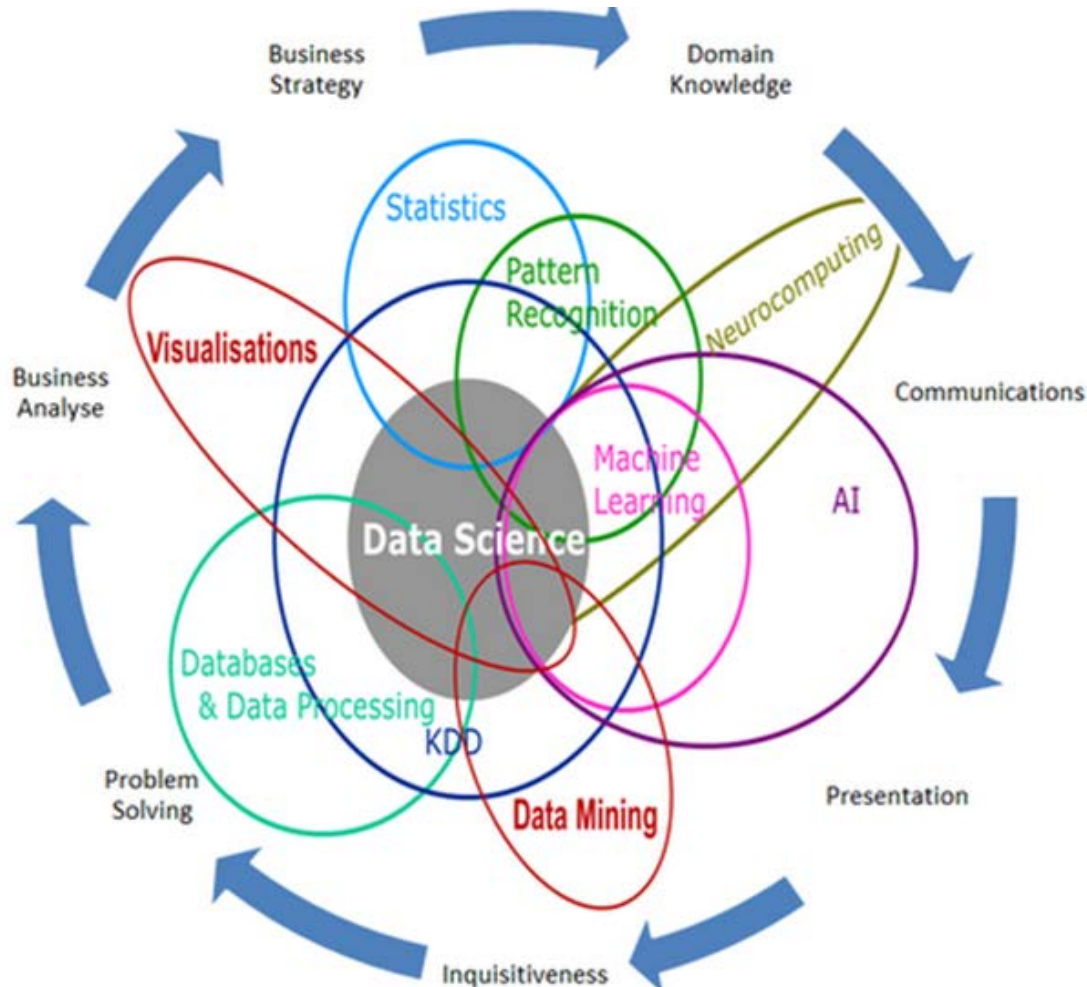 Business
Strategy
Domain
Knowledge
Statistics
Pattern
Recognition
Neurocomputing
Visualisations
Business
Analyse
Communications
Machine
Learning
AI
Data Science
Databases
& Data Processing
KDD
Problem
Solving
Data Mining
Presentation
Inquisitiveness